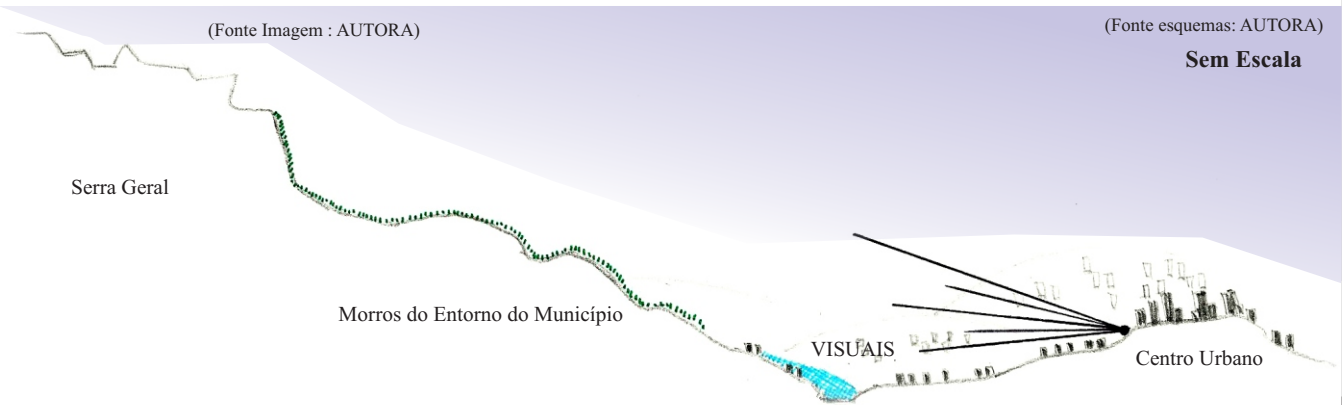 (Fonte Imagem : AUTORA)
(Fonte esquemas: AUTORA)
Sem Escala
Serra Geral
Morros do Entorno do Município
VISUAIS
Centro Urbano